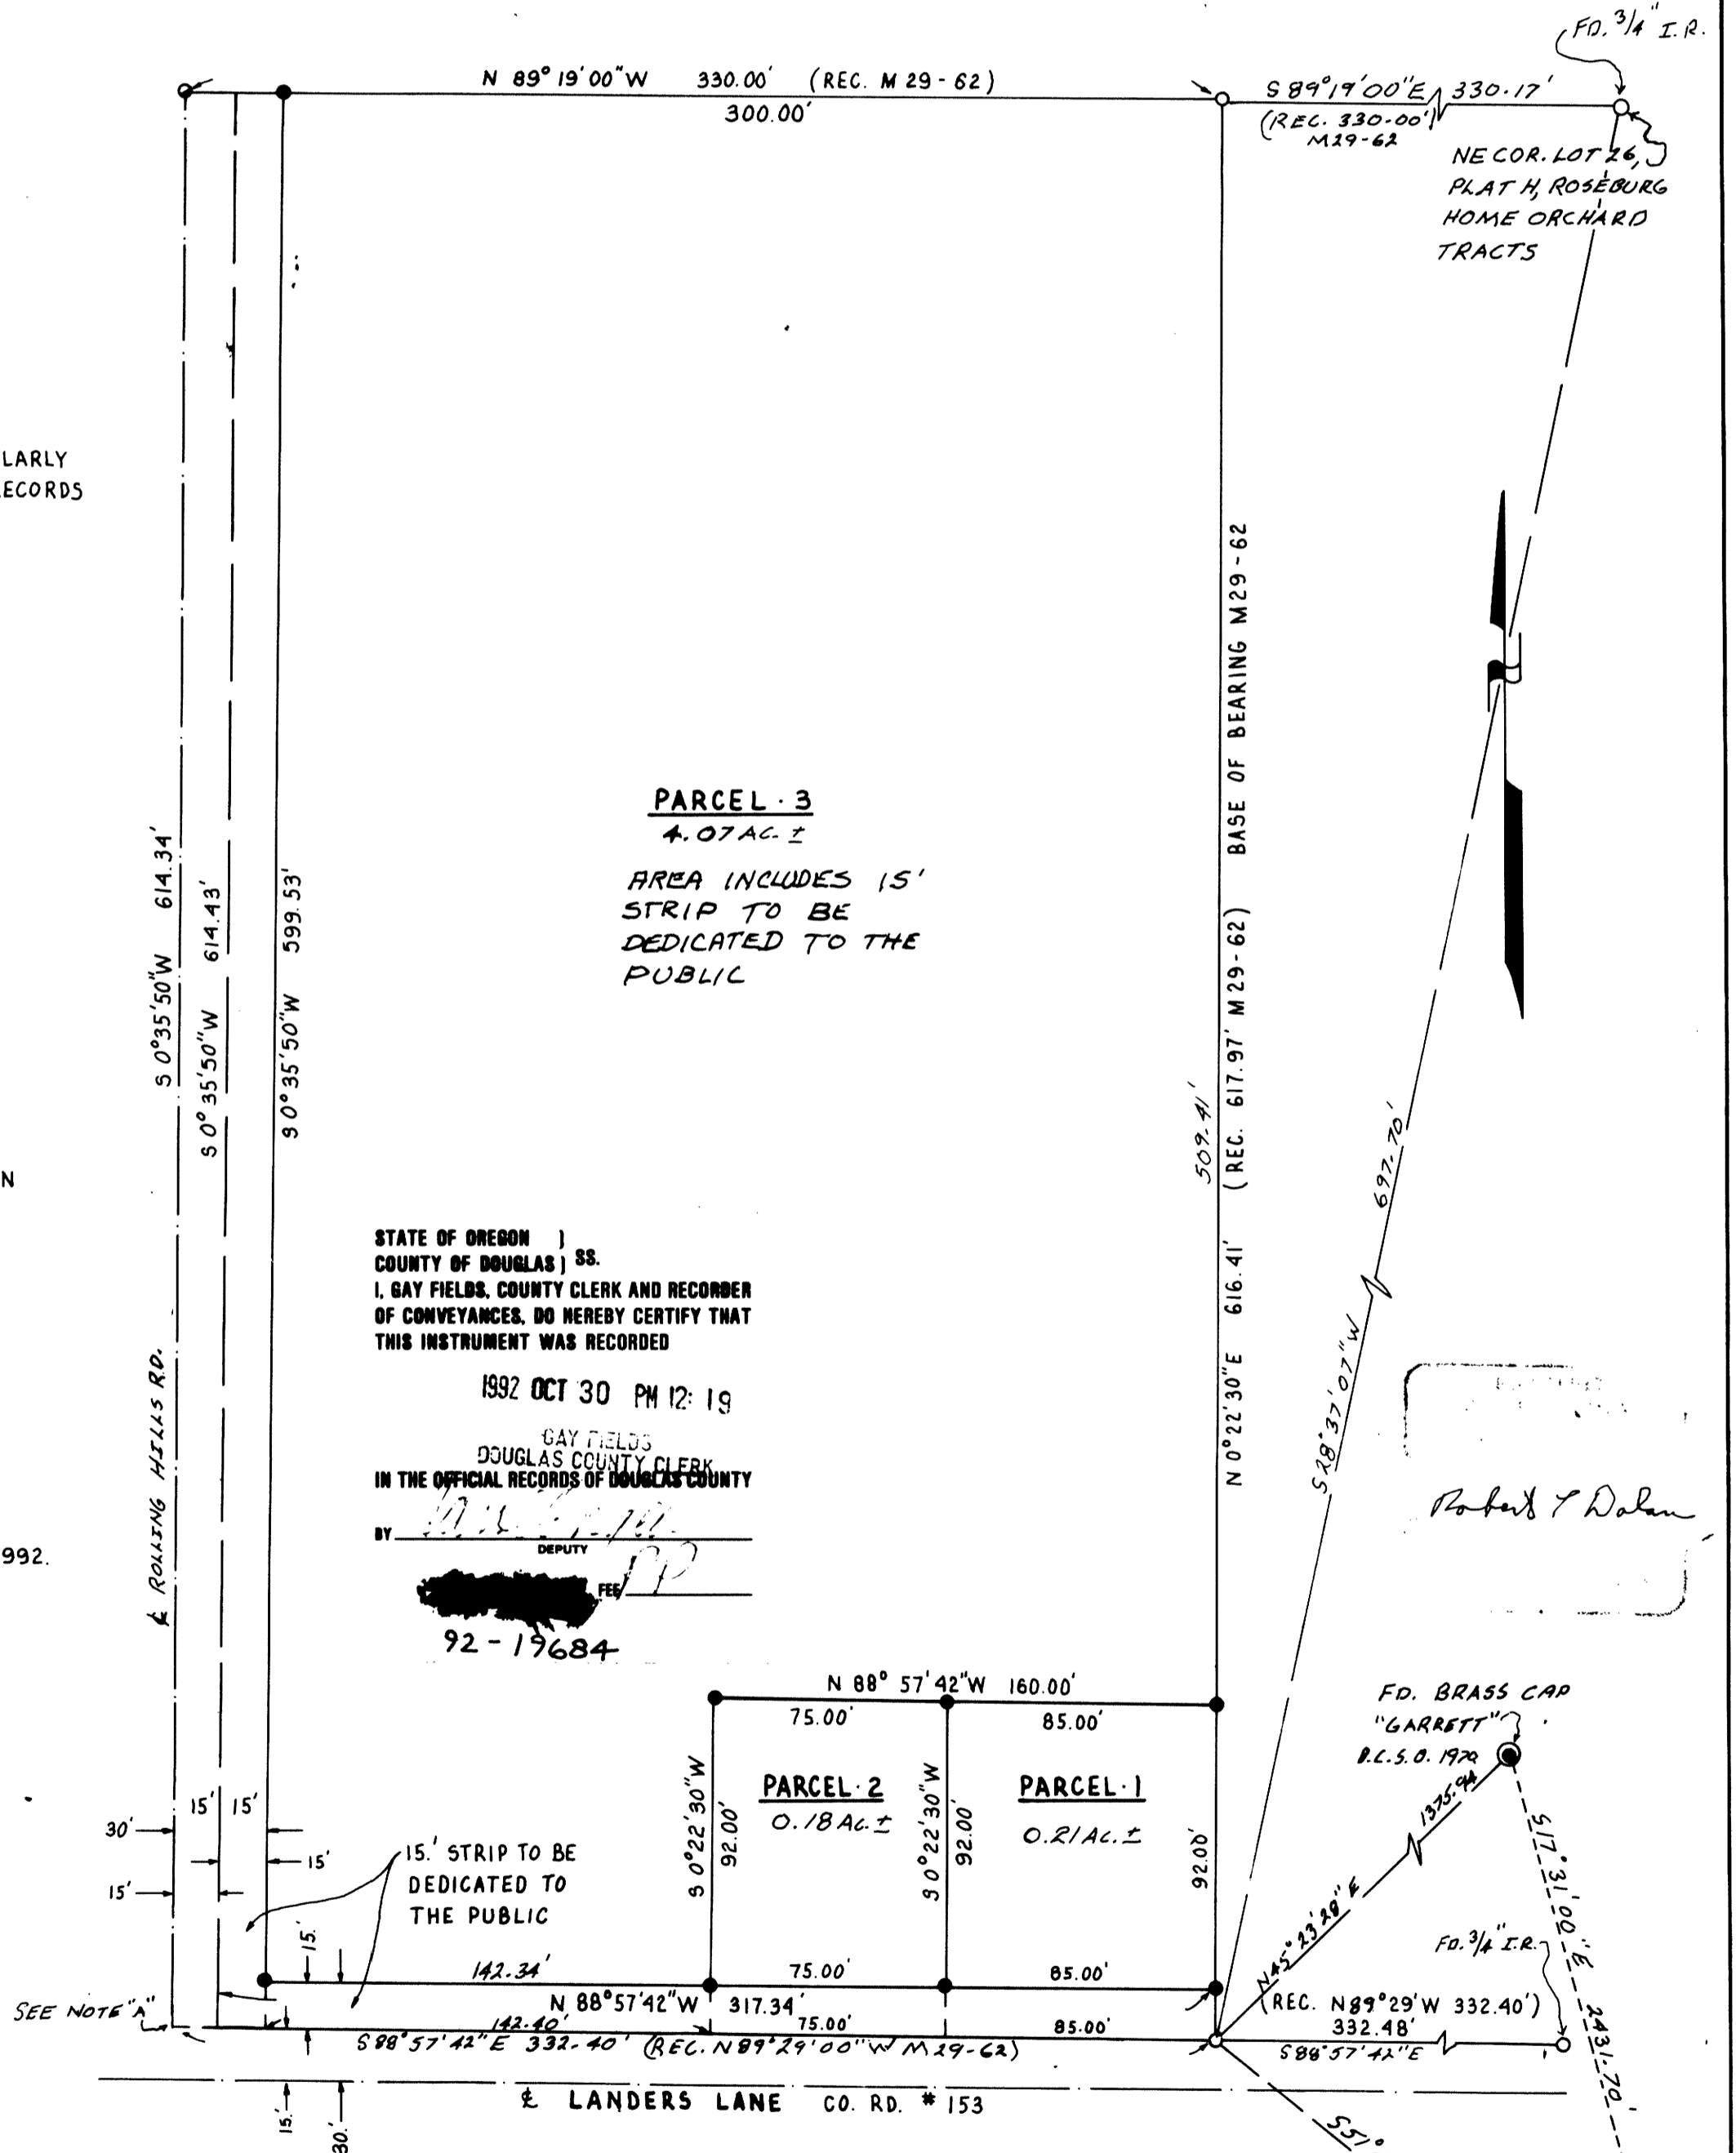 FD. 3/4" I.R.
N 89° 19' 00" W 330.00' (REC. M 29-62)
300.00'
S 89° 19' 00" E 330.17'
(REC. 330.00')
M29-62
NE COR. LOT 26,
PLAT H, ROSEBURG
HOME ORCHARD
TRACTS
LARLY
ECORDS
PARCEL · 3
4.07 AC. ±
AREA INCLUDES 15'
STRIP TO BE
DEDICATED TO THE
PUBLIC
S 0° 35' 50" W 614.34'
S 0° 35' 50" W 614.43'
S 0° 35' 50" W 599.53'
N 0° 22' 30" E 616.41' (REC. 617.97' M 29-62) BASE OF BEARING M 29-62
509.41'
S 28° 37' 07" W 697.70'
N
℄ ROLLING HILLS RD.
STATE OF OREGON )
COUNTY OF DOUGLAS ) SS.
I, GAY FIELDS, COUNTY CLERK AND RECORDER
OF CONVEYANCES, DO HEREBY CERTIFY THAT
THIS INSTRUMENT WAS RECORDED
1992 OCT 30 PM 12:19
GAY FIELDS
DOUGLAS COUNTY CLERK
IN THE OFFICIAL RECORDS OF DOUGLAS COUNTY
BY
DEPUTY
FEE
92-19684
992.
Robert T Dolan
N 88° 57' 42" W 160.00'
75.00' 85.00'
FD. BRASS CAP
"GARRETT"
D.C.S.O. 1970
1375.94
N 45° 23' 28" E
S 17° 31' 00" E 2431.70'
PARCEL · 2
0.18 AC. ±
PARCEL · 1
0.21 AC. ±
S 0° 22' 30" W
92.00'
S 0° 22' 30" W
92.00'
92.00'
15' 15'
30'
15'
15'
15.' STRIP TO BE
DEDICATED TO
THE PUBLIC
15.'
142.34' 75.00' 85.00'
N 88° 57' 42" W 317.34'
142.40' 75.00' 85.00'
S 88° 57' 42" E 332.40' (REC. N 89° 29' 00" W M 29-62)
SEE NOTE "A"
FD. 3/4" I.R.
(REC. N 89° 29' W 332.40')
332.48'
S 88° 57' 42" E
℄ LANDERS LANE CO. RD. # 153
15.'
30.'
S 51°